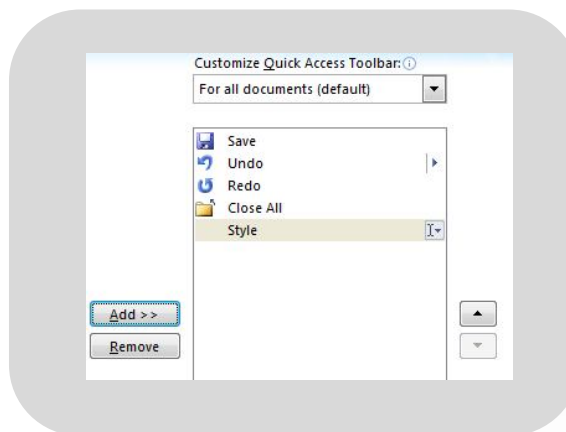 Customize Quick Access Toolbar:
For all documents (default)
Save
Undo
Redo
Close All
Style
Add >>
Remove